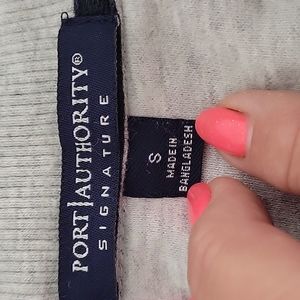 PORT AUTHORITY®
SIGNATURE
S
MADE IN
BANGLADESH